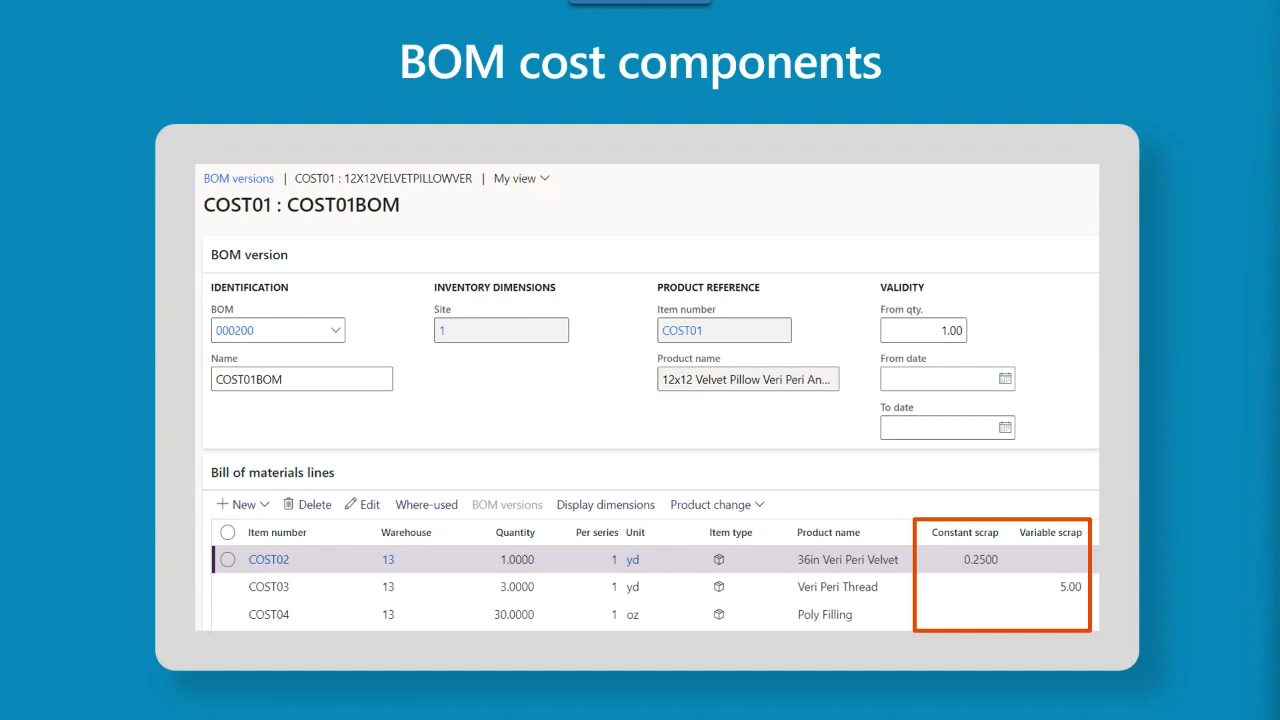 BOM cost components
BOM versions | COST01 : 12X12VELVETPILLOWVER | My view
COST01 : COST01BOM
BOM version
IDENTIFICATION INVENTORY DIMENSIONS PRODUCT REFERENCE VALIDITY
BOM Site Item number From qty.
000200 1 COST01 1.00
Name Product name From date
COST01BOM 12x12 Velvet Pillow Veri Peri An...
To date
Bill of materials lines
New Delete Edit Where-used BOM versions Display dimensions Product change
Item number Warehouse Quantity Per series Unit Item type Product name Constant scrap Variable scrap
COST02 13 1.0000 1 yd 36in Veri Peri Velvet 0.2500
COST03 13 3.0000 1 yd Veri Peri Thread 5.00
COST04 13 30.0000 1 oz Poly Filling